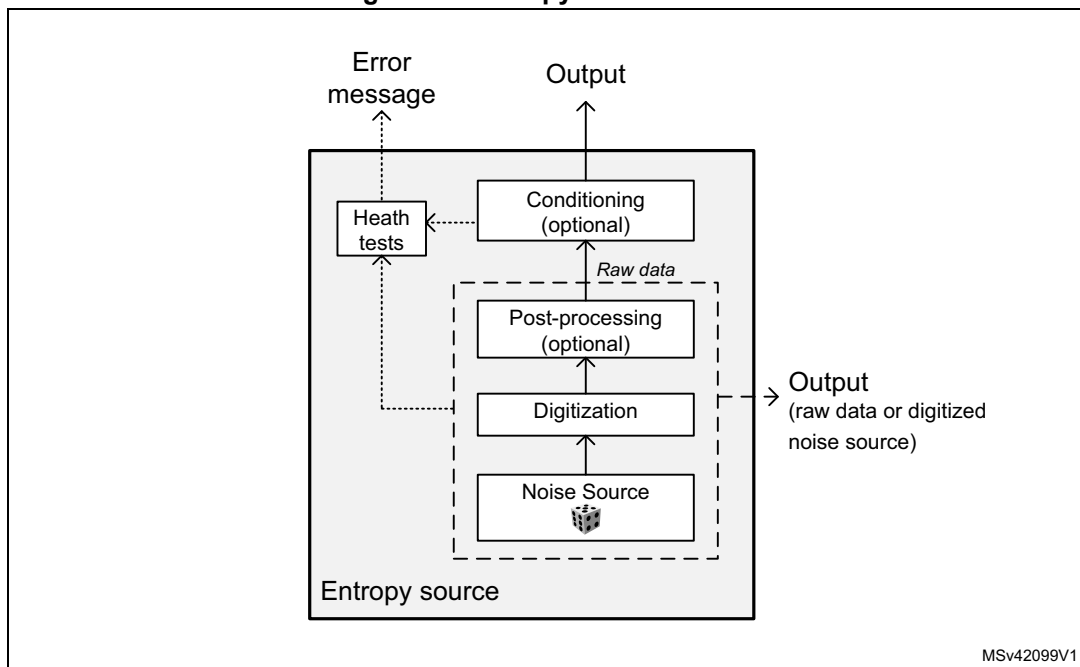 Error
message
Output
Conditioning
(optional)
Heath
tests
Raw data
Post-processing
(optional)
Output
(raw data or digitized
noise source)
Digitization
Noise Source
Entropy source
MSv42099V1